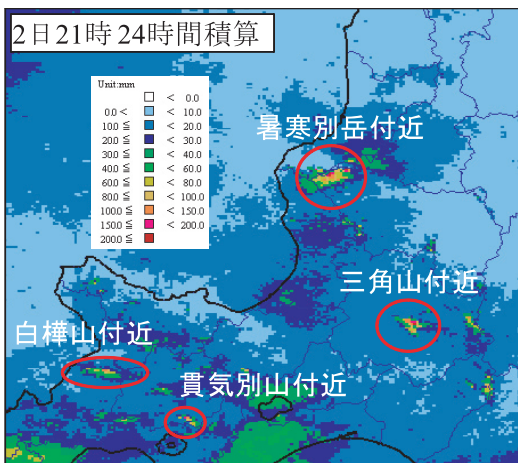 2日21時 24時間積算
Unit:mm
< 0.0
0.0 < < 10.0
100 ≦ < 20.0
200 ≦ < 30.0
300 ≦ < 40.0
400 ≦ < 60.0
600 ≦ < 80.0
800 ≦ < 100.0
1000 ≦ < 150.0
1500 ≦ < 200.0
2000 ≦
暑寒別岳付近
三角山付近
白樺山付近
貫気別山付近